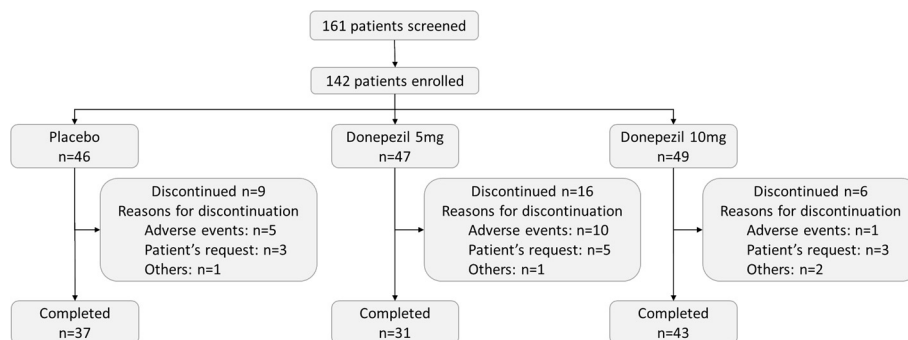 161 patients screened
142 patients enrolled
Placebo
n=46
Donepezil 5mg
n=47
Donepezil 10mg
n=49
Discontinued n=9
Reasons for discontinuation
Adverse events: n=5
Patient's request: n=3
Others: n=1
Discontinued n=16
Reasons for discontinuation
Adverse events: n=10
Patient's request: n=5
Others: n=1
Discontinued n=6
Reasons for discontinuation
Adverse events: n=1
Patient's request: n=3
Others: n=2
Completed
n=37
Completed
n=31
Completed
n=43